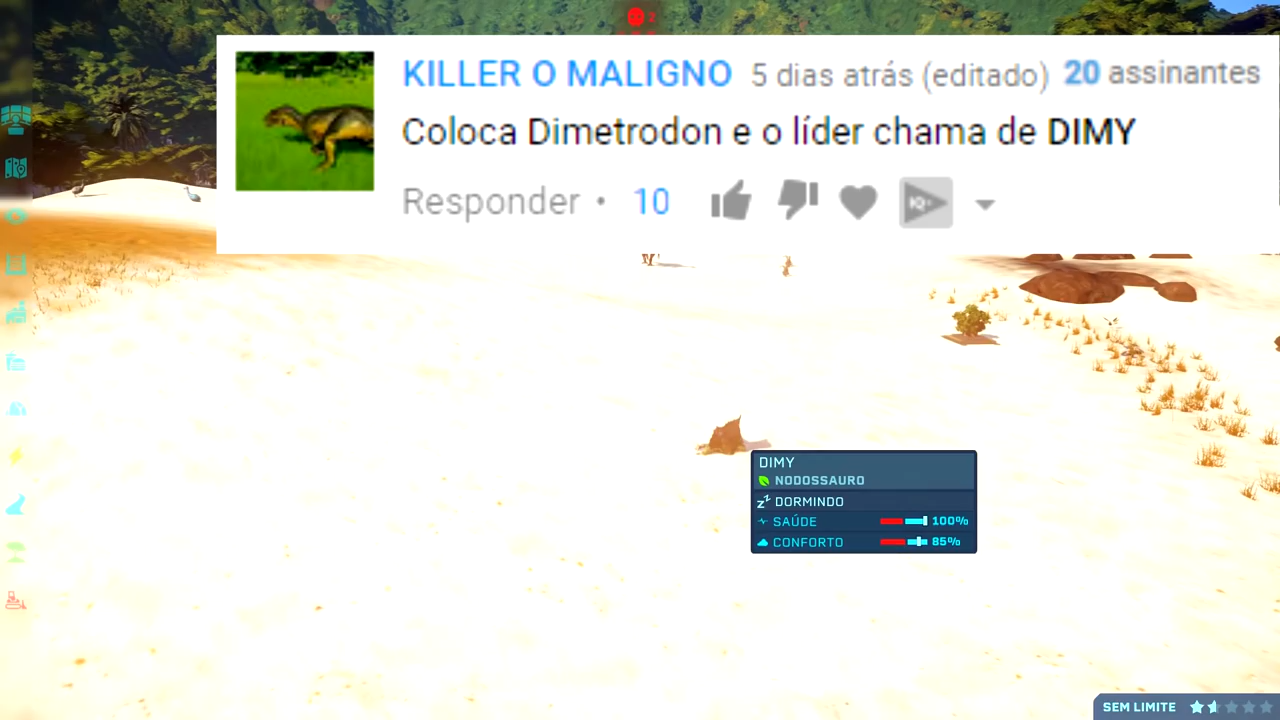 2
KILLER O MALIGNO 5 dias atrás (editado) 20 assinantes
Coloca Dimetrodon e o líder chama de DIMY
Responder • 10
DIMY
NODOSSAURO
DORMINDO
SAÚDE 100%
CONFORTO 85%
SEM LIMITE